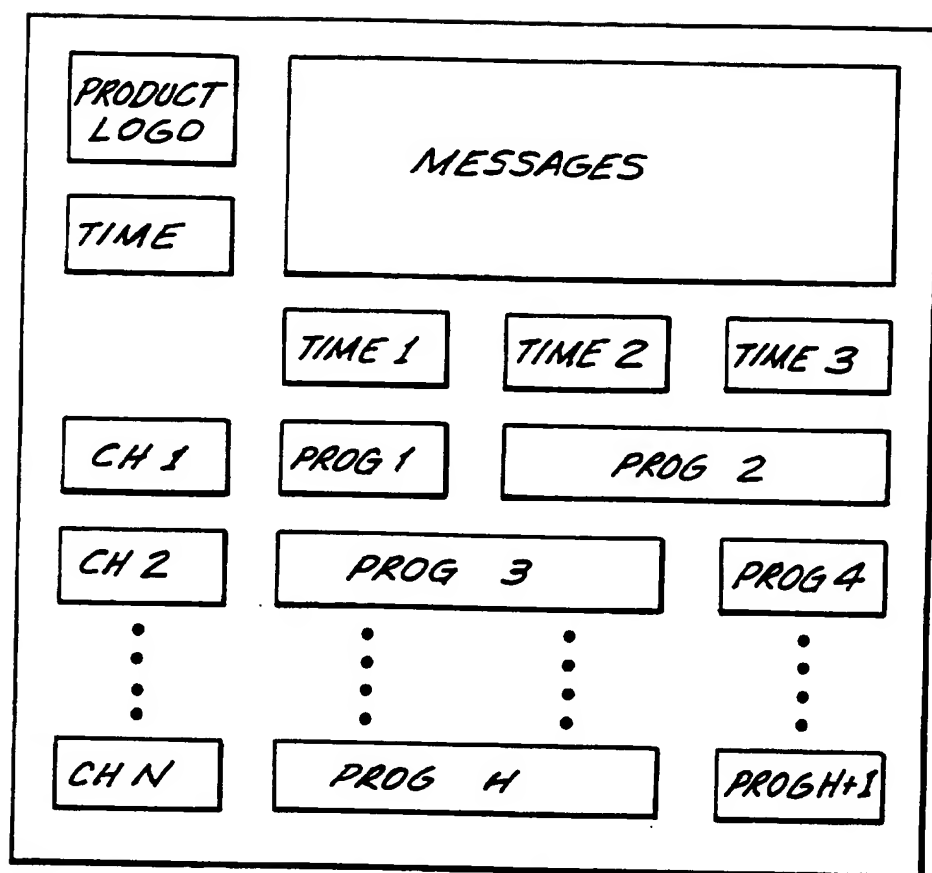 PRODUCT
LOGO
MESSAGES
TIME
TIME 1
TIME 2
TIME 3
CH 1
PROG 1
PROG 2
CH 2
PROG 3
PROG 4
CH N
PROG H
PROG H+1